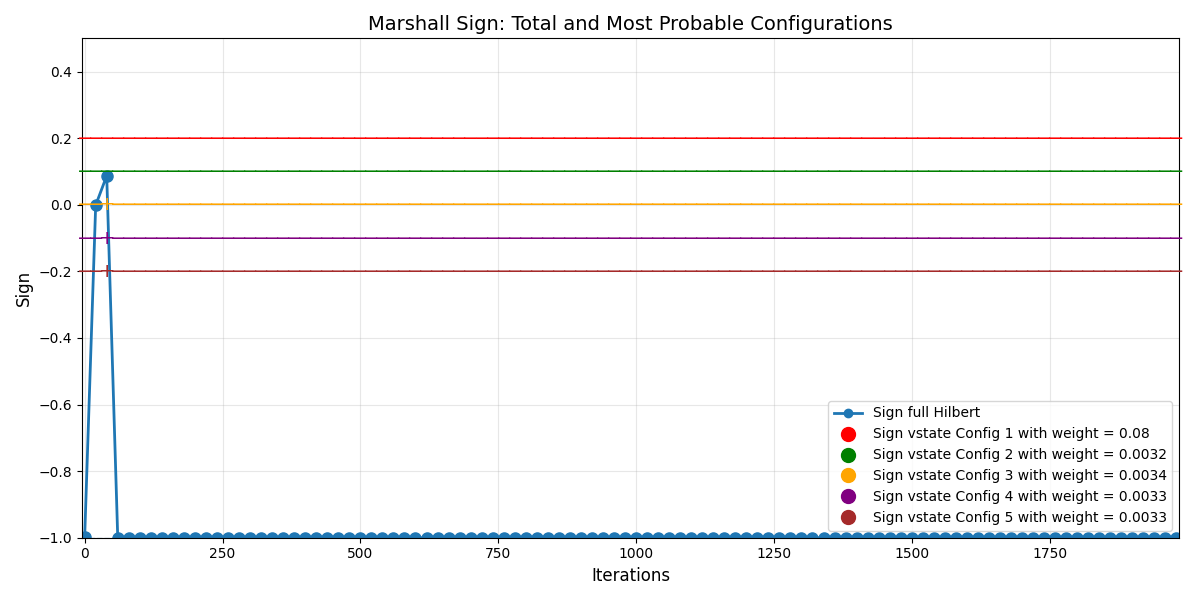 Marshall Sign: Total and Most Probable Configurations
Sign
0.4
0.2
0.0
−0.2
−0.4
−0.6
−0.8
−1.0
Sign full Hilbert
Sign vstate Config 1 with weight = 0.08
Sign vstate Config 2 with weight = 0.0032
Sign vstate Config 3 with weight = 0.0034
Sign vstate Config 4 with weight = 0.0033
Sign vstate Config 5 with weight = 0.0033
0 250 500 750 1000 1250 1500 1750
Iterations